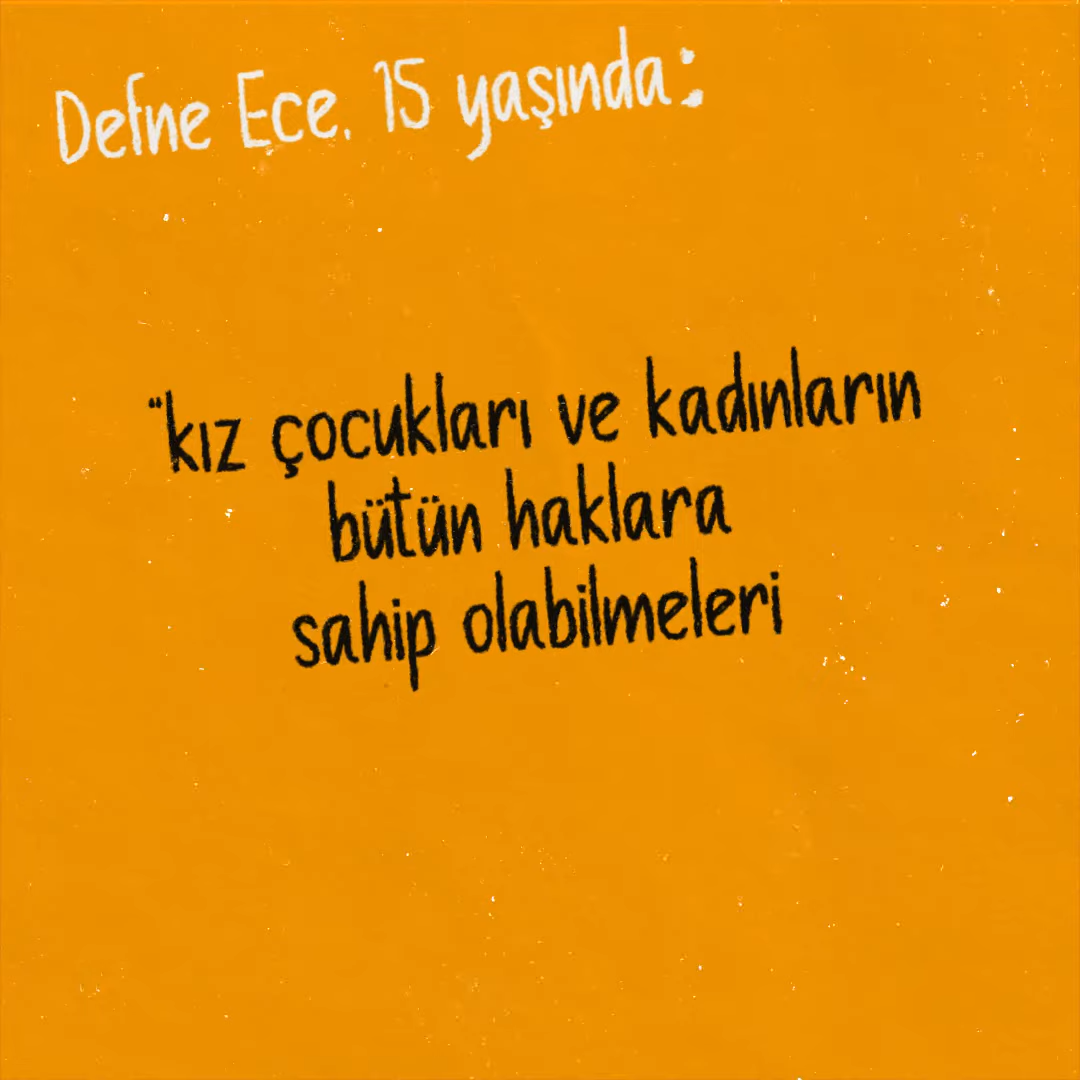 Defne Ece, 15 yaşında:
“kız çocukları ve kadınların
bütün haklara
sahip olabilmeleri